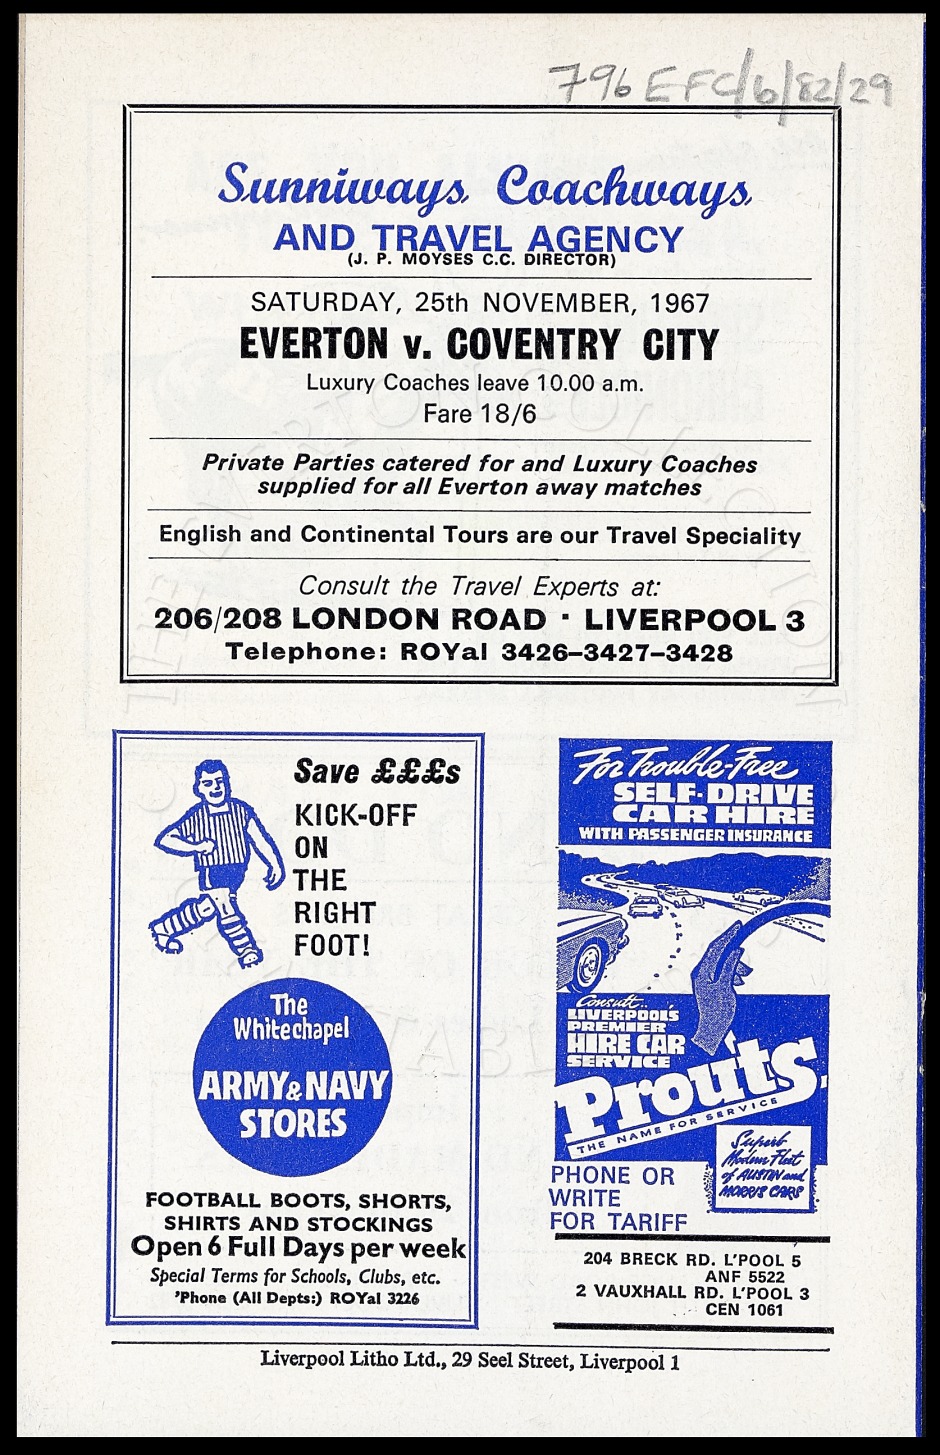 796 EFC/6/82/29
Sunniways Coachways
AND TRAVEL AGENCY
(J. P. MOYSES C.C. DIRECTOR)
SATURDAY, 25th NOVEMBER, 1967
EVERTON v. COVENTRY CITY
Luxury Coaches leave 10.00 a.m.
Fare 18/6
Private Parties catered for and Luxury Coaches
supplied for all Everton away matches
English and Continental Tours are our Travel Speciality
Consult the Travel Experts at:
206/208 LONDON ROAD · LIVERPOOL 3
Telephone: ROYal 3426–3427–3428
Save £££s
KICK-OFF
ON
THE
RIGHT
FOOT!
The
Whitechapel
ARMY & NAVY
STORES
FOOTBALL BOOTS, SHORTS,
SHIRTS AND STOCKINGS
Open 6 Full Days per week
Special Terms for Schools, Clubs, etc.
'Phone (All Depts:) ROYal 3226
For Trouble-Free
SELF-DRIVE
CAR HIRE
WITH PASSENGER INSURANCE
Consult..
LIVERPOOL'S
PREMIER
HIRE CAR
SERVICE
Prouts
THE NAME FOR SERVICE
Superb
Modern Fleet
of AUSTIN and
MORRIS CARS
PHONE OR
WRITE
FOR TARIFF
204 BRECK RD. L'POOL 5
ANF 5522
2 VAUXHALL RD. L'POOL 3
CEN 1061
Liverpool Litho Ltd., 29 Seel Street, Liverpool 1